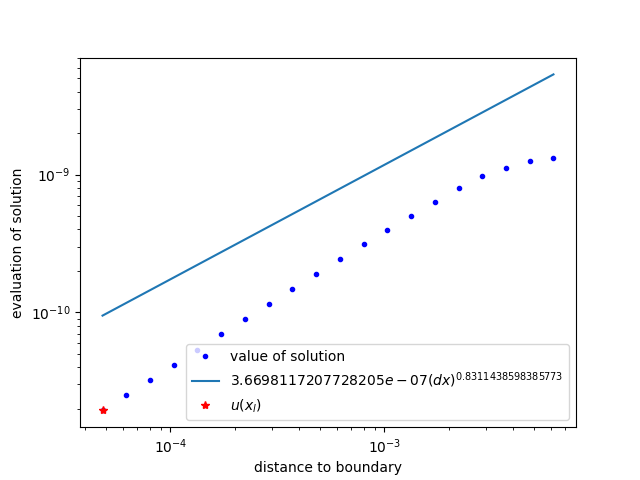 10⁻⁹
10⁻¹⁰
evaluation of solution
value of solution
3.6698117207728205e − 07(dx)^0.8311438598385773
u(x_l)
10⁻⁴ 10⁻³
distance to boundary